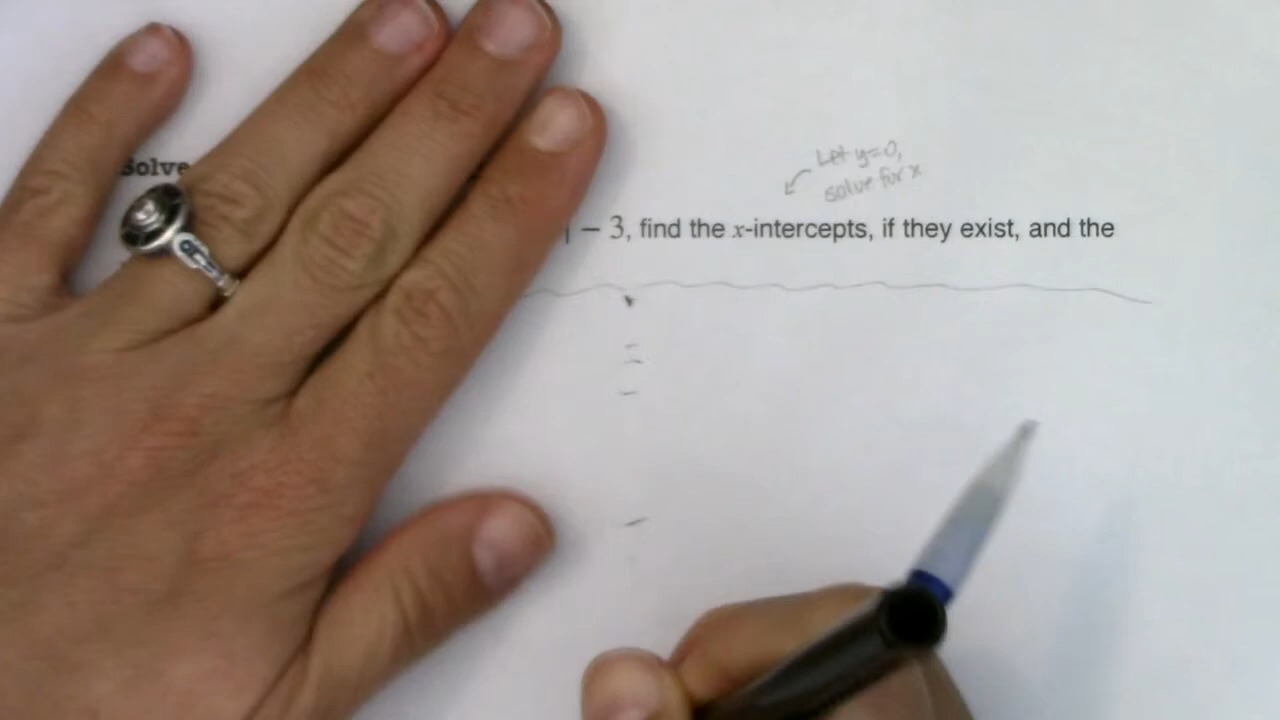 Solve
Let y=0,
solve for x
| − 3, find the x-intercepts, if they exist, and the